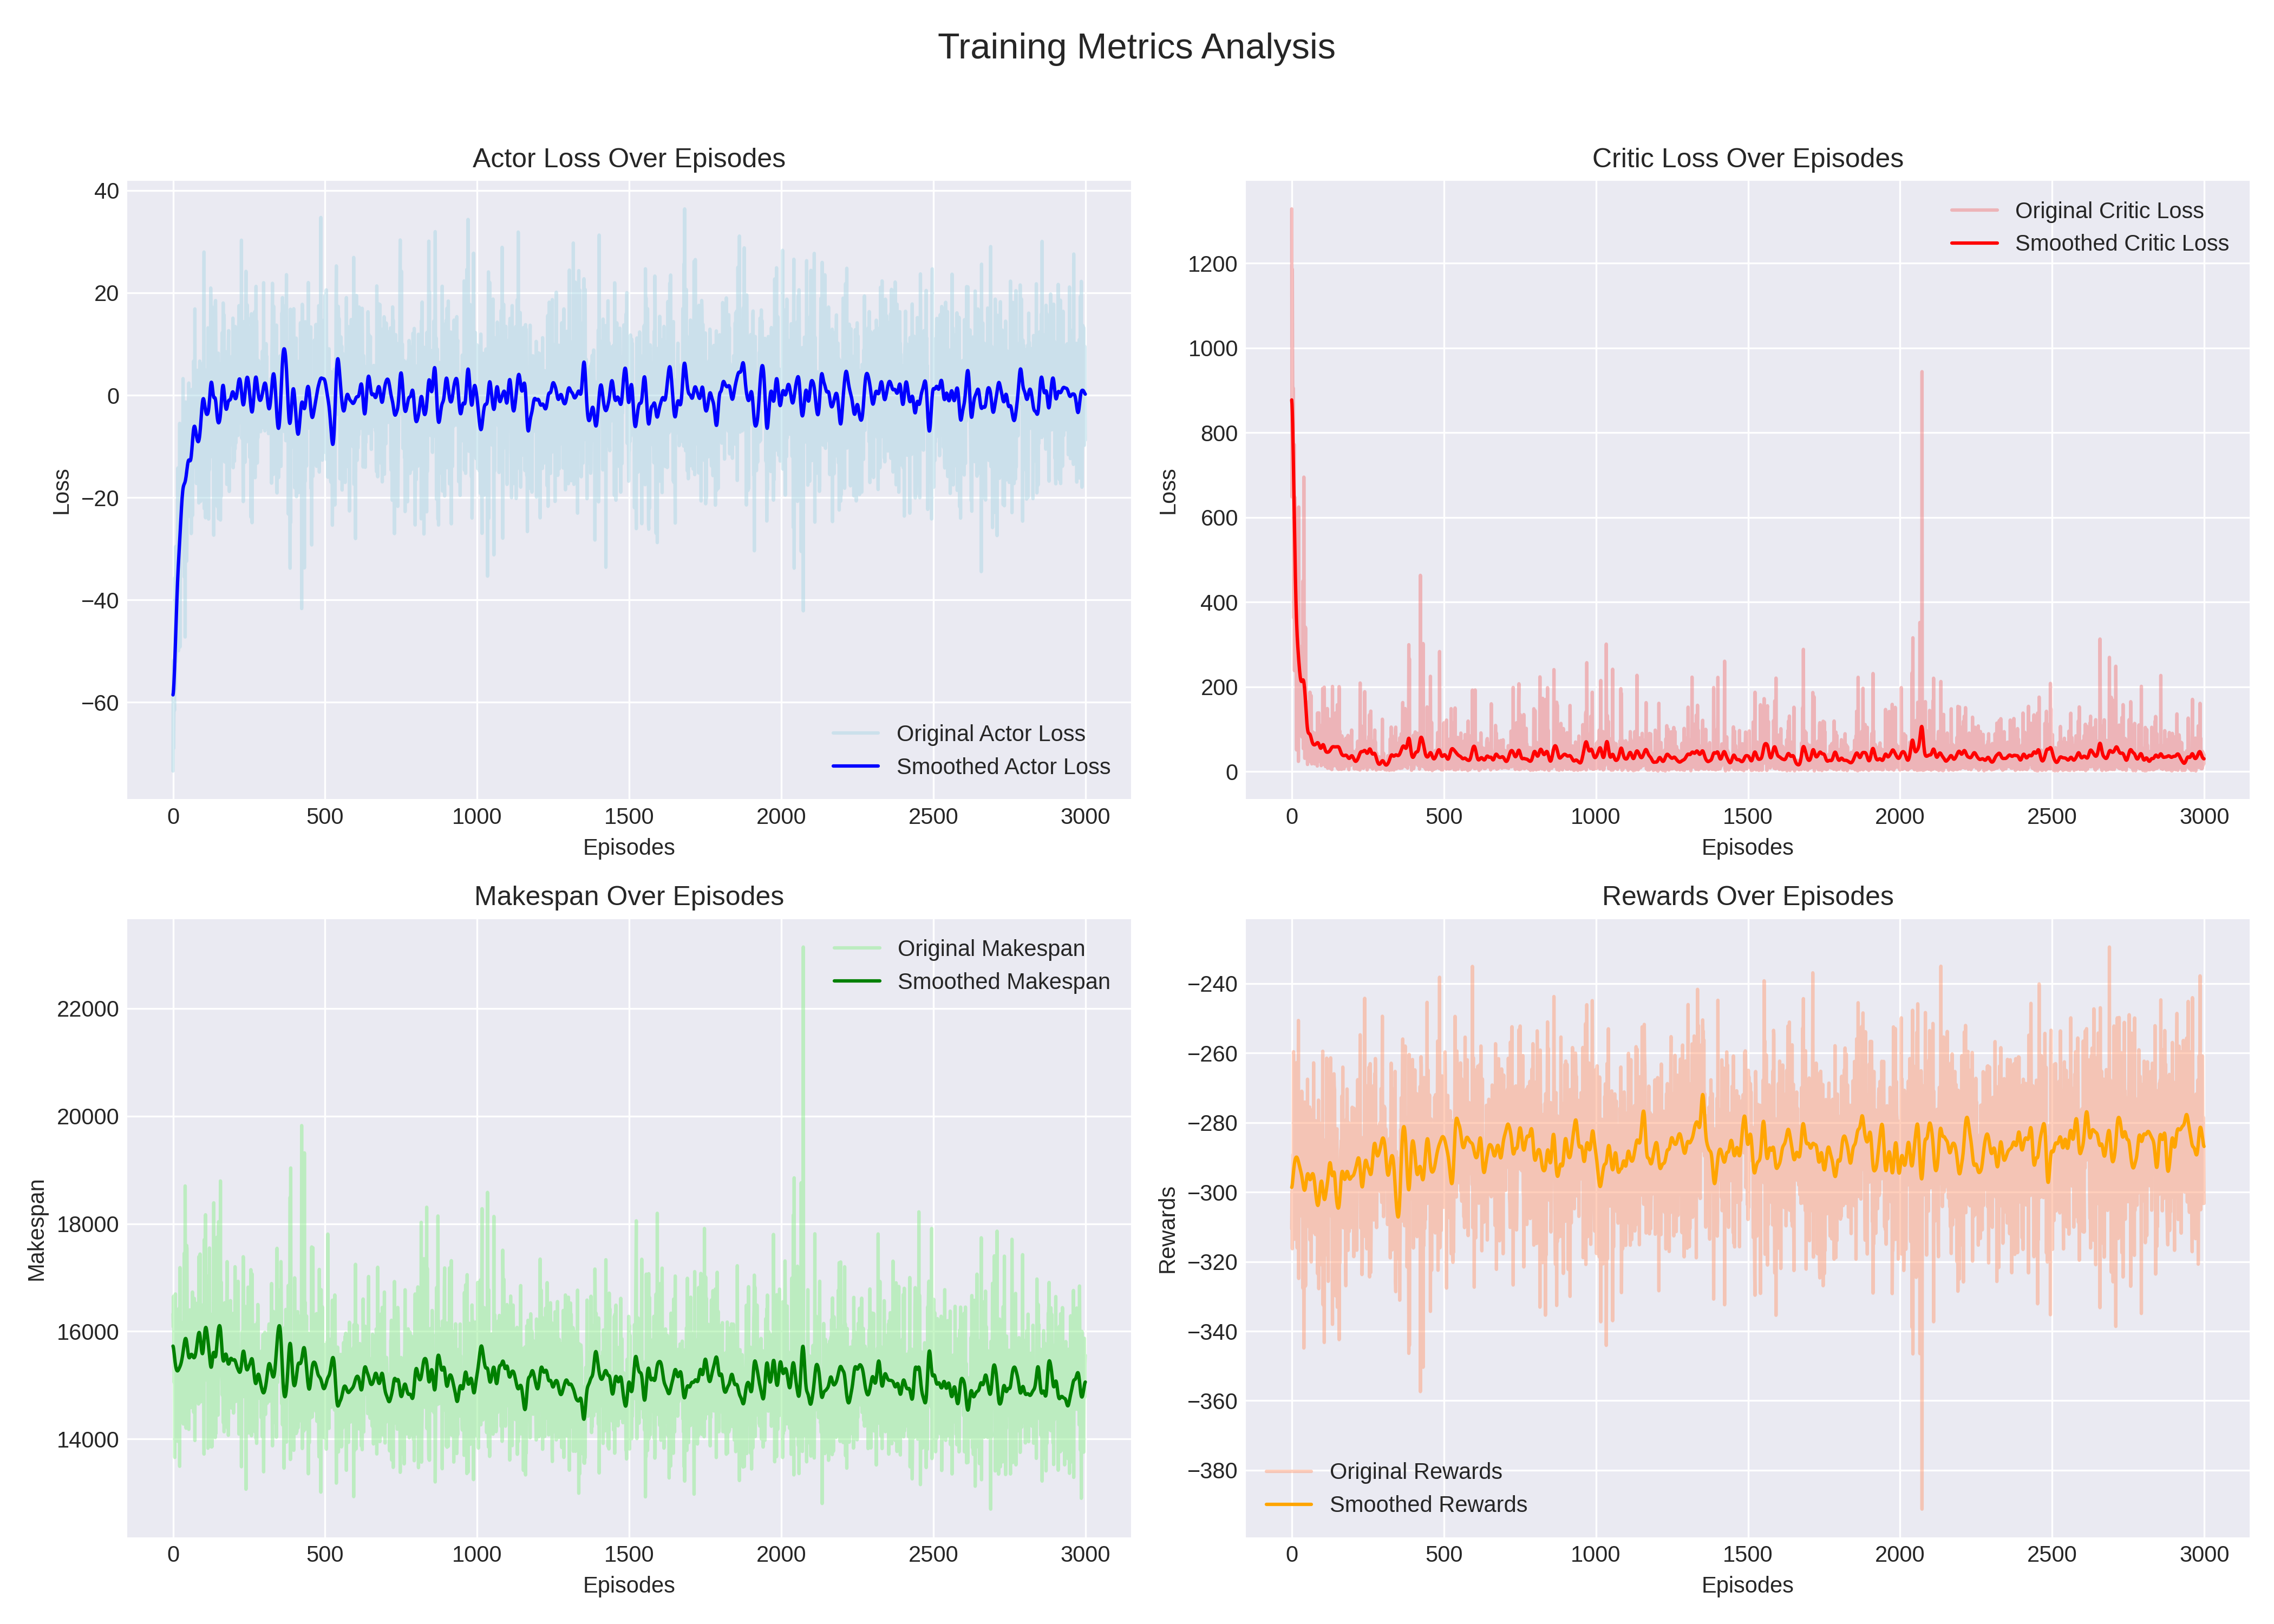 Training Metrics Analysis
Actor Loss Over Episodes
40
20
0
−20
−40
−60
Loss
Original Actor Loss
Smoothed Actor Loss
0 500 1000 1500 2000 2500 3000
Episodes
Critic Loss Over Episodes
Original Critic Loss
Smoothed Critic Loss
1200
1000
800
600
400
200
0
Loss
0 500 1000 1500 2000 2500 3000
Episodes
Makespan Over Episodes
Original Makespan
Smoothed Makespan
22000
20000
18000
16000
14000
Makespan
0 500 1000 1500 2000 2500 3000
Episodes
Rewards Over Episodes
−240
−260
−280
−300
−320
−340
−360
−380
Rewards
Original Rewards
Smoothed Rewards
0 500 1000 1500 2000 2500 3000
Episodes